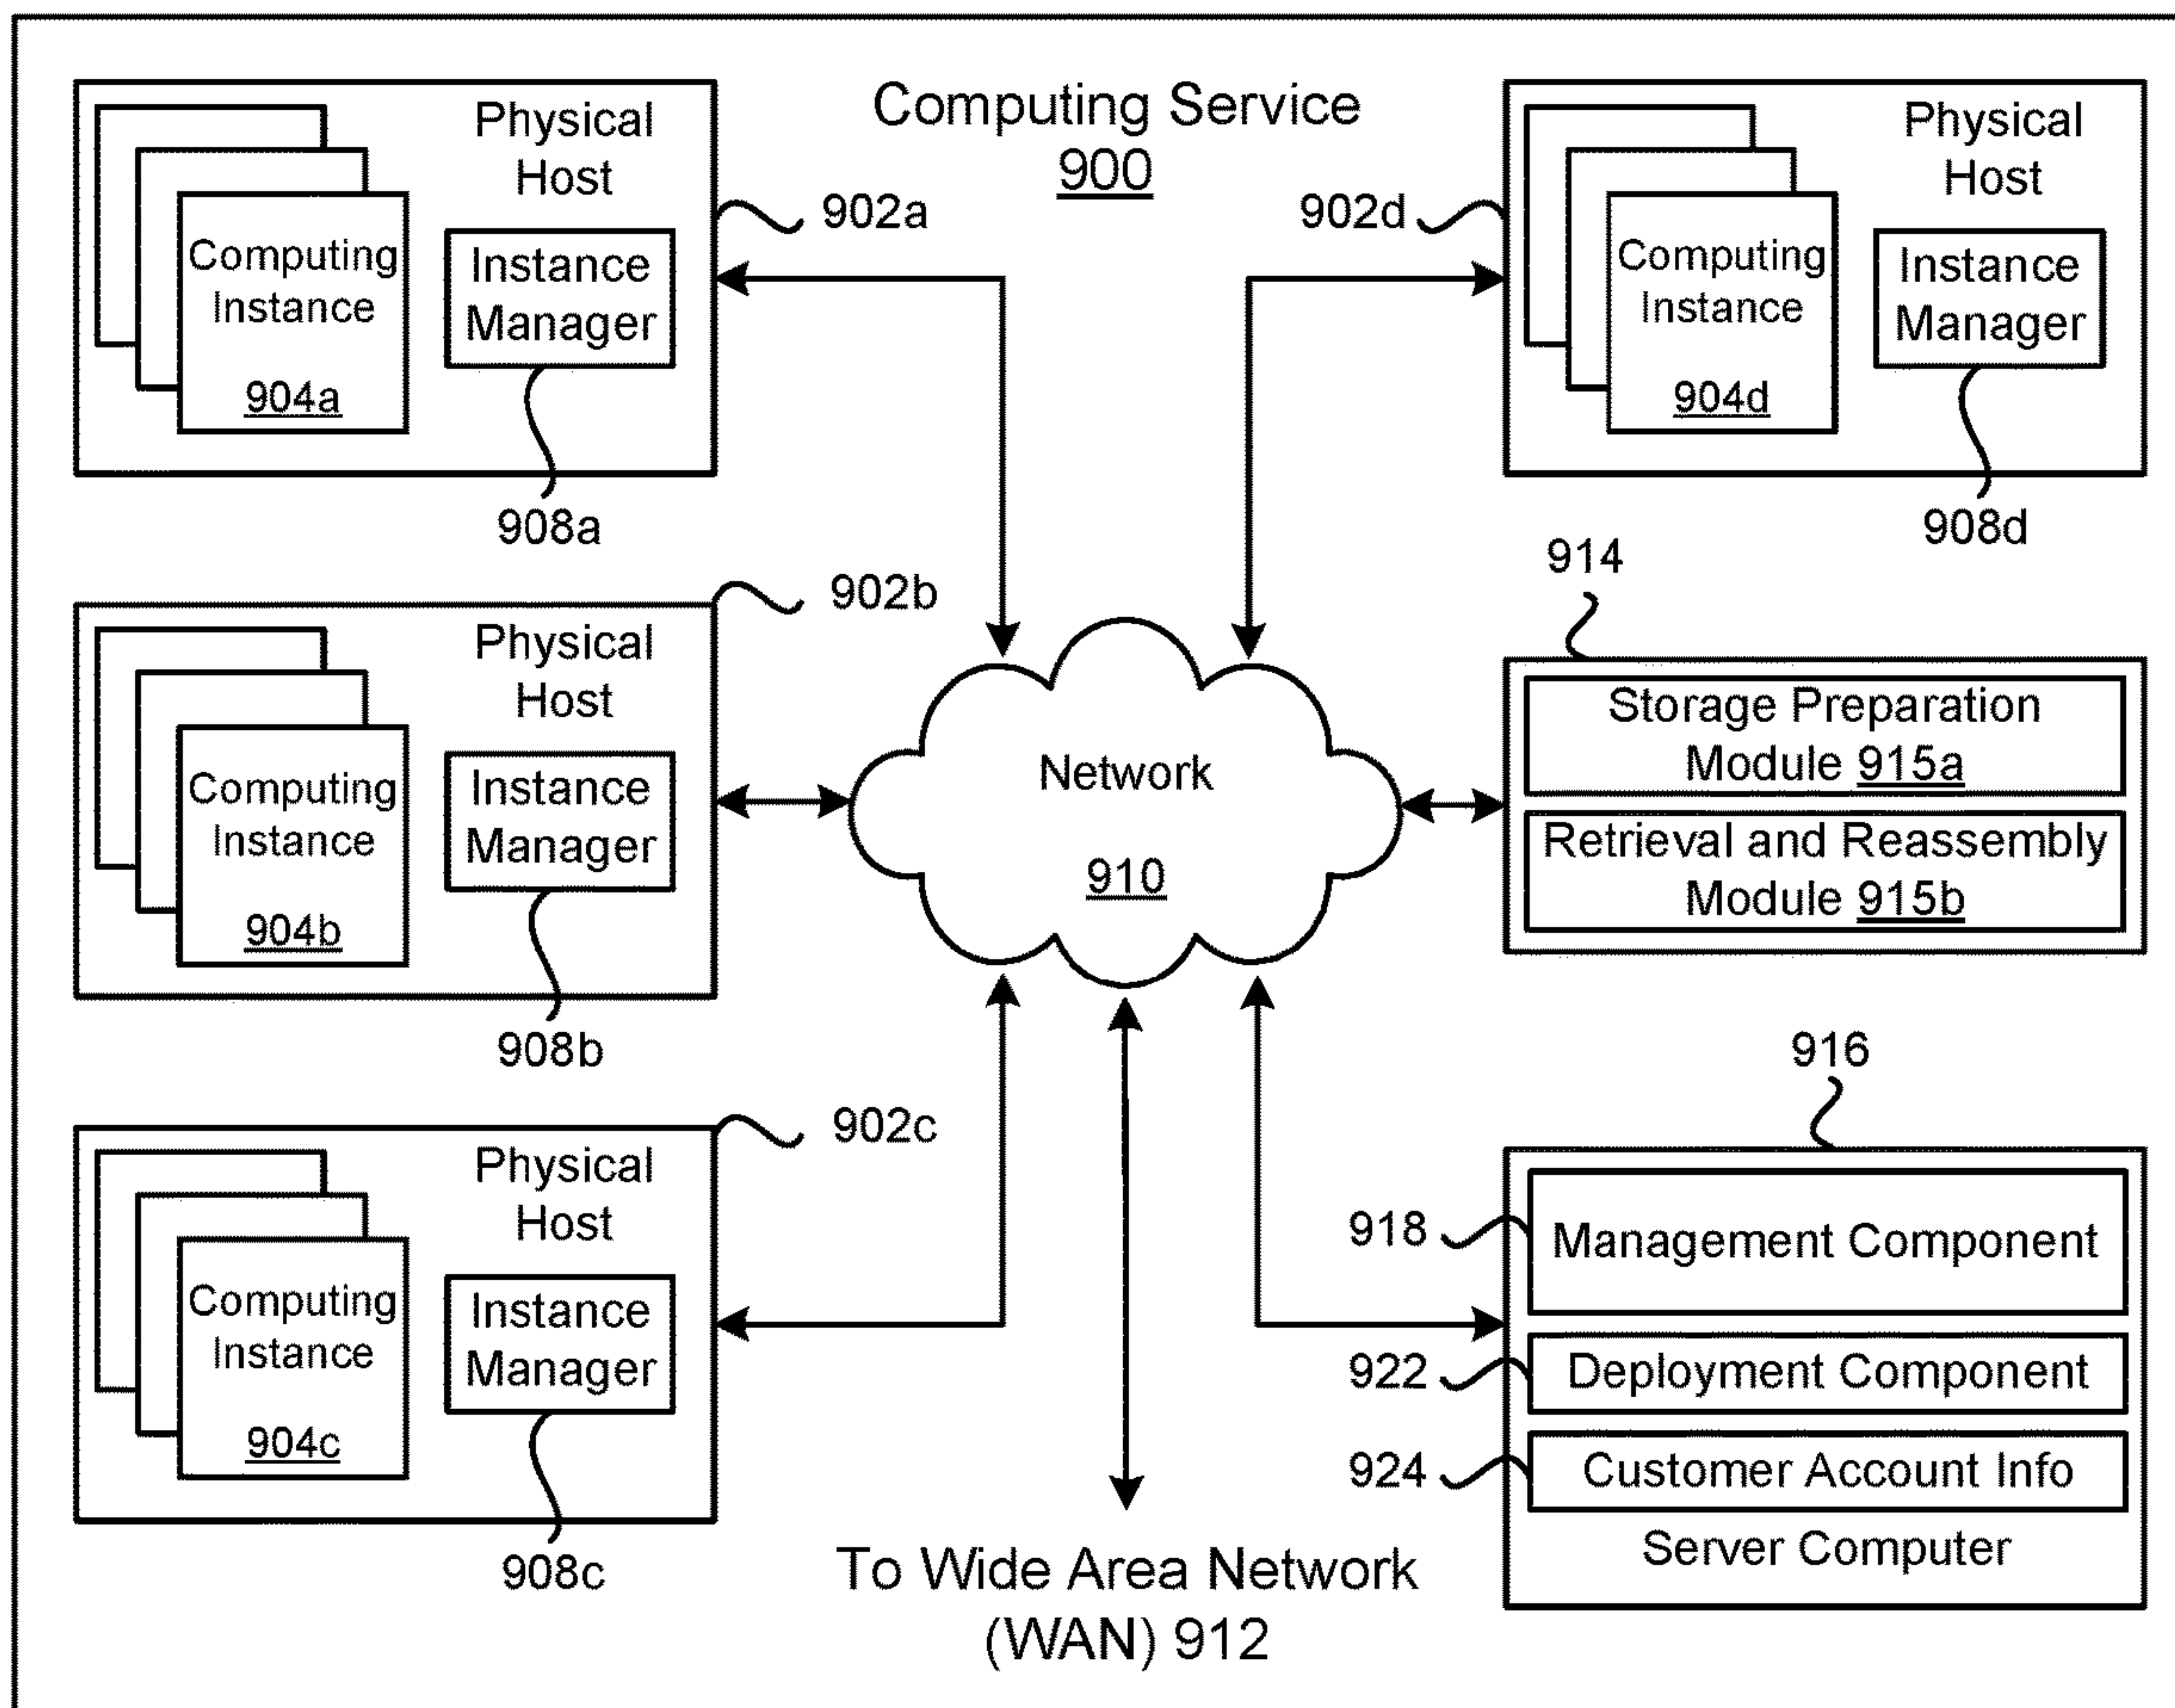 Computing Service
900
Physical
Host
902a
Computing
Instance
904a
Instance
Manager
908a
Physical
Host
902d
Computing
Instance
904d
Instance
Manager
908d
Physical
Host
902b
Computing
Instance
904b
Instance
Manager
908b
Network
910
914
Storage Preparation
Module 915a
Retrieval and Reassembly
Module 915b
Physical
Host
902c
Computing
Instance
904c
Instance
Manager
908c
To Wide Area Network
(WAN) 912
916
918
Management Component
922
Deployment Component
924
Customer Account Info
Server Computer